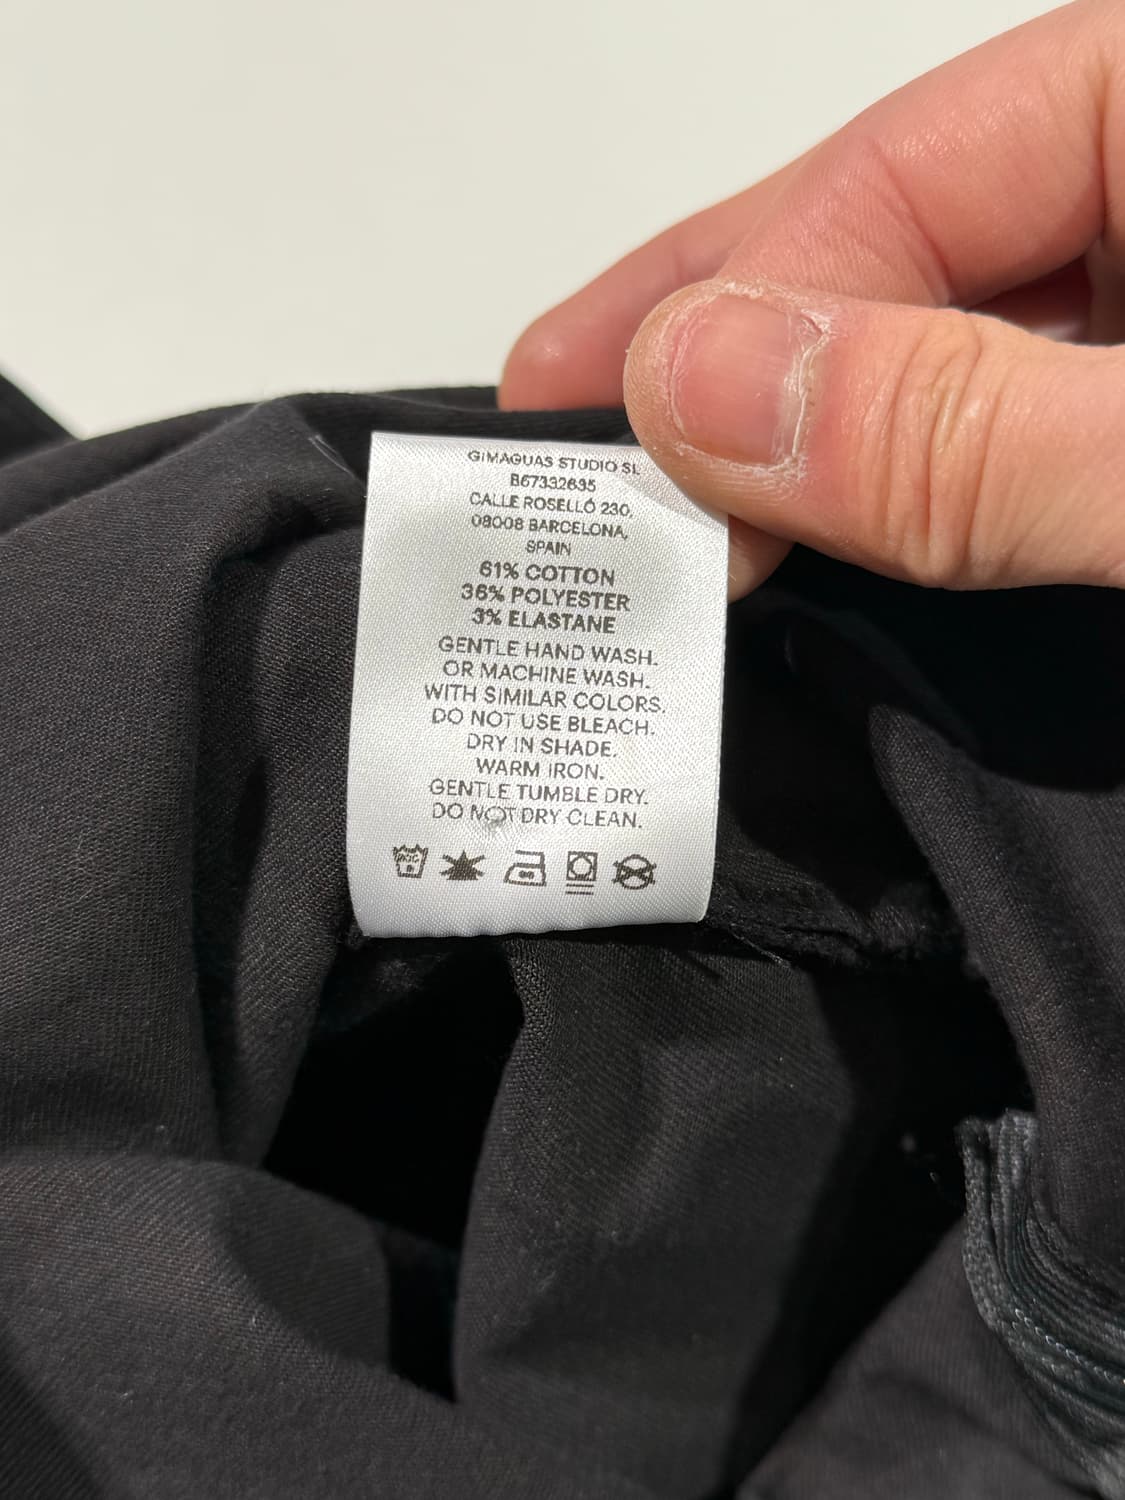 GIMAGUAS STUDIO SL
B67332635
CALLE ROSELLÓ 230.
08008 BARCELONA,
SPAIN
61% COTTON
36% POLYESTER
3% ELASTANE
GENTLE HAND WASH.
OR MACHINE WASH.
WITH SIMILAR COLORS.
DO NOT USE BLEACH.
DRY IN SHADE.
WARM IRON.
GENTLE TUMBLE DRY.
DO NOT DRY CLEAN.